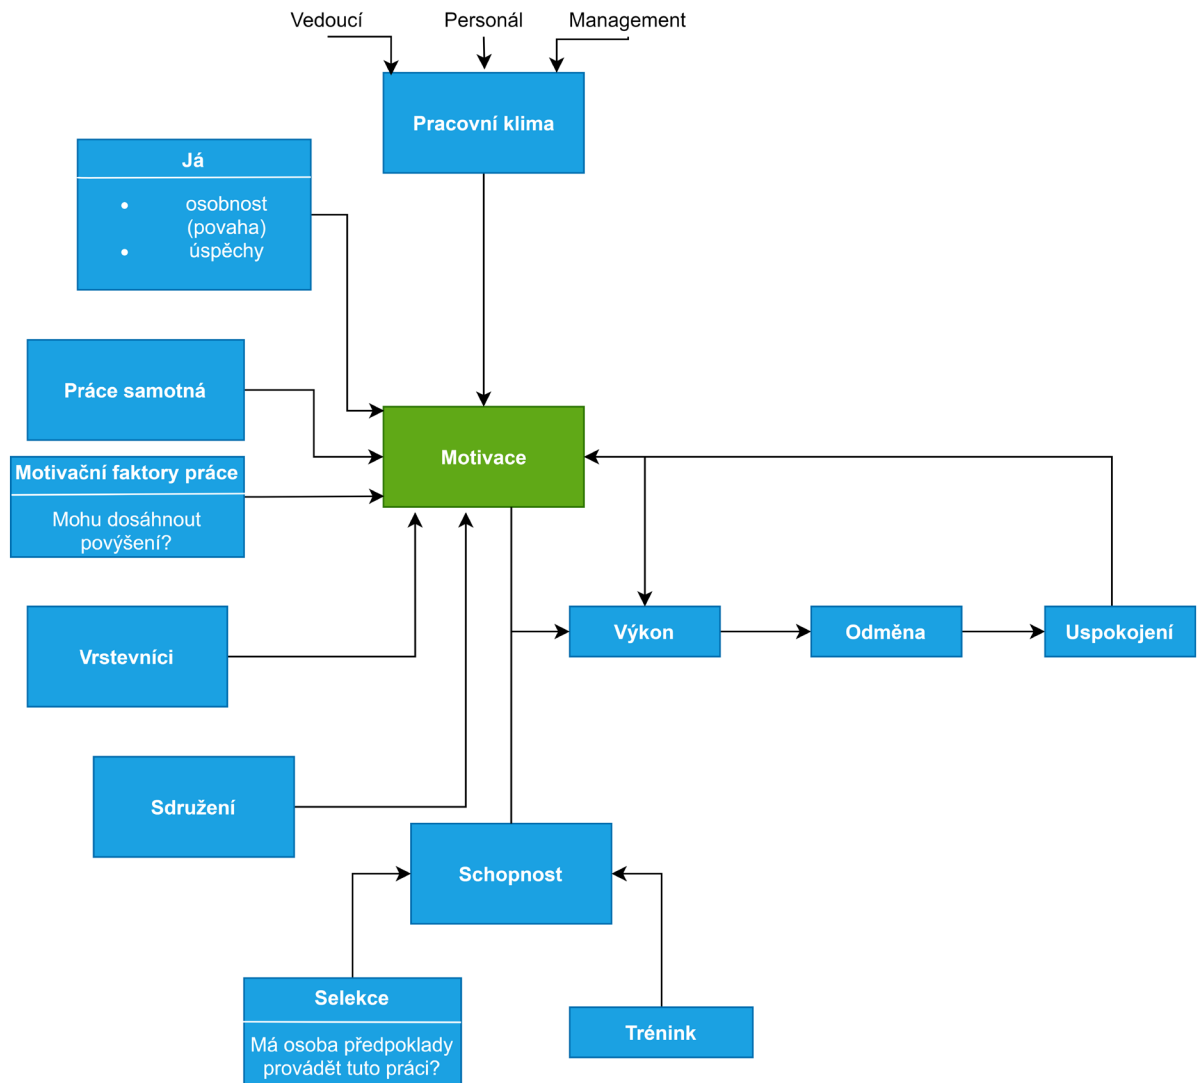 Vedoucí
Personál
Management
Pracovní klima
Já
osobnost
(povaha)
úspěchy
Práce samotná
Motivační faktory práce
Mohu dosáhnout
povýšení?
Motivace
Vrstevníci
Výkon
Odměna
Uspokojení
Sdružení
Schopnost
Selekce
Má osoba předpoklady
provádět tuto práci?
Trénink